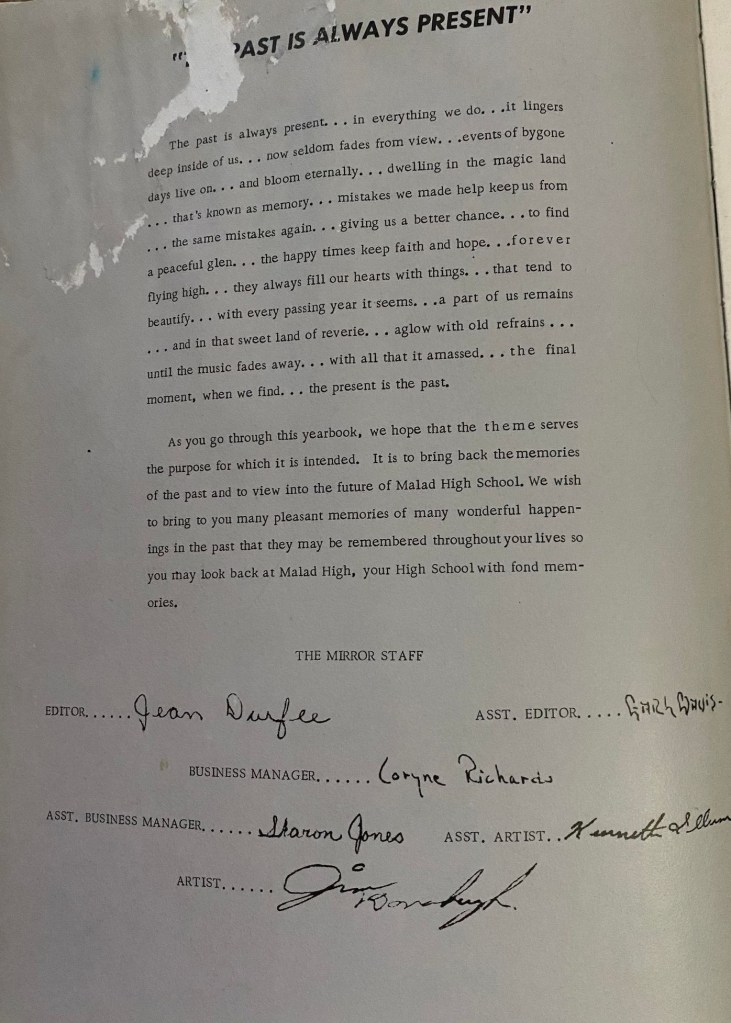 PAST IS ALWAYS PRESENT”
The past is always present. . . in everything we do. . .it lingers
deep inside of us. . . now seldom fades from view. . .events of bygone
days live on. . . and bloom eternally. . . dwelling in the magic land
. . . that's known as memory. . . mistakes we made help keep us from
. . . the same mistakes again. . . giving us a better chance. . . to find
a peaceful glen. . . the happy times keep faith and hope. . .forever
flying high. . . they always fill our hearts with things. . . that tend to
beautify. . . with every passing year it seems. . .a part of us remains
. . . and in that sweet land of reverie. . . aglow with old refrains . . .
until the music fades away. . . with all that it amassed. . . the final
moment, when we find. . . the present is the past.
As you go through this yearbook, we hope that the theme serves
the purpose for which it is intended. It is to bring back the memories
of the past and to view into the future of Malad High School. We wish
to bring to you many pleasant memories of many wonderful happen-
ings in the past that they may be remembered throughout your lives so
you may look back at Malad High, your High School with fond mem-
ories.
THE MIRROR STAFF
EDITOR...... Jean Durfee ASST. EDITOR..... Garh Davis-
BUSINESS MANAGER...... Coryne Richards
ASST. BUSINESS MANAGER....... Sharon Jones ASST. ARTIST.. Kenneth
ARTIST...... Jim Donahugh.